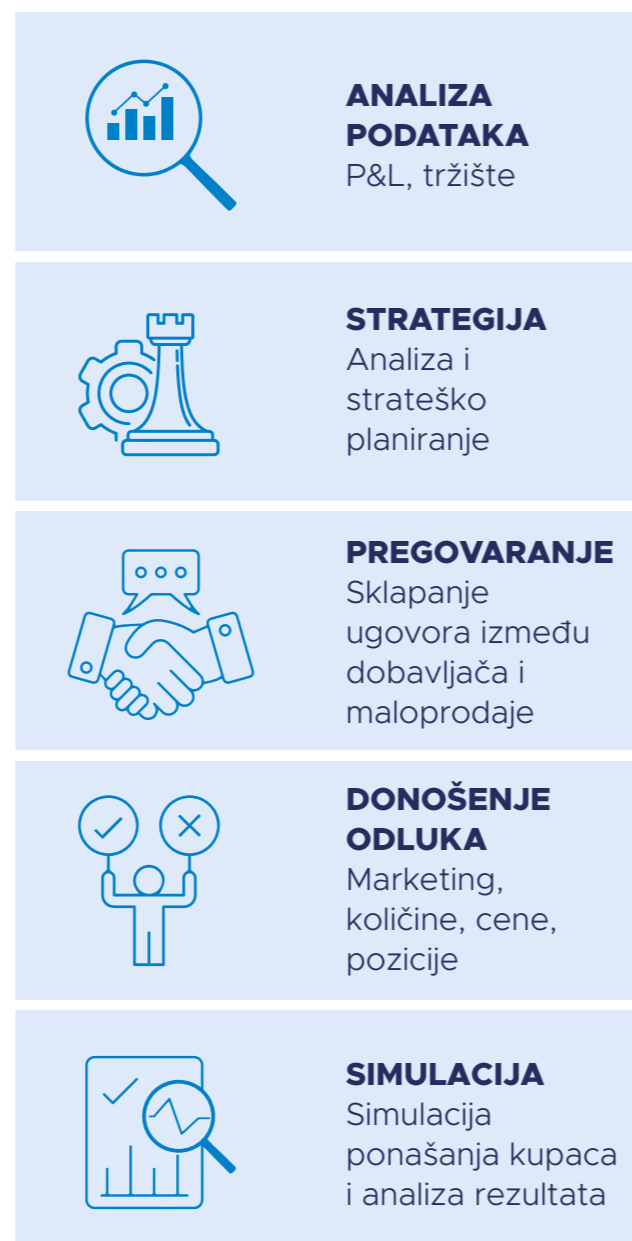 ANALIZA
PODATAKA
P&L, tržište
STRATEGIJA
Analiza i
strateško
planiranje
PREGOVARANJE
Sklapanje
ugovora između
dobavljača i
maloprodaje
DONOŠENJE
ODLUKA
Marketing,
količine, cene,
pozicije
SIMULACIJA
Simulacija
ponašanja kupaca
i analiza rezultata